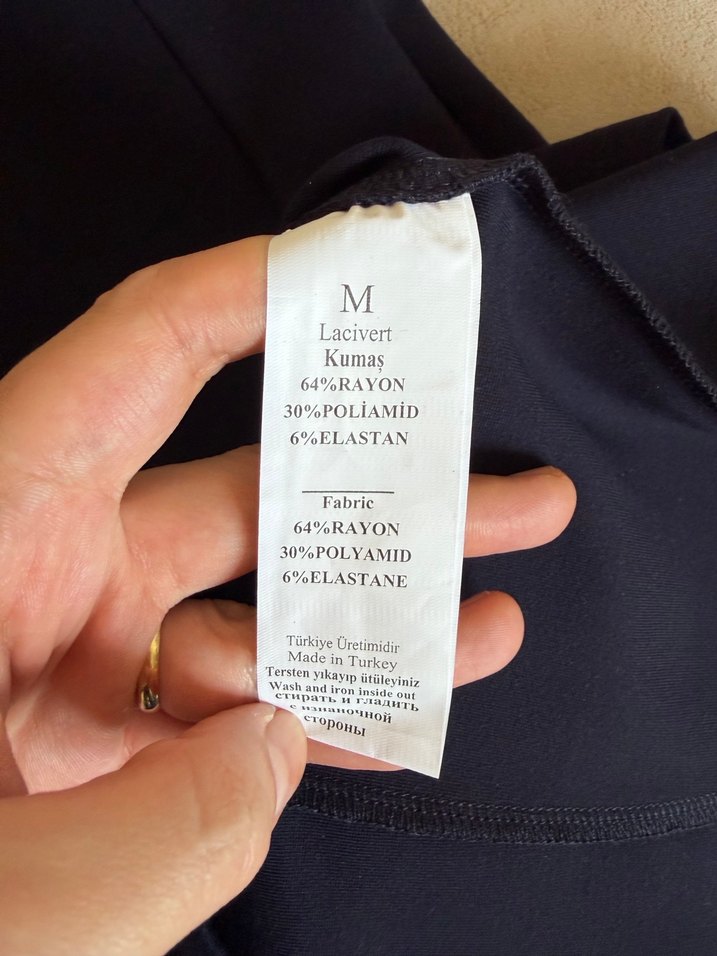 M
Lacivert
Kumaş
64%RAYON
30%POLİAMİD
6%ELASTAN
Fabric
64%RAYON
30%POLYAMID
6%ELASTANE
Türkiye Üretimidir
Made in Turkey
Tersten yıkayıp ütüleyiniz
Wash and iron inside out
стирать и гладить
с изнаночной
стороны